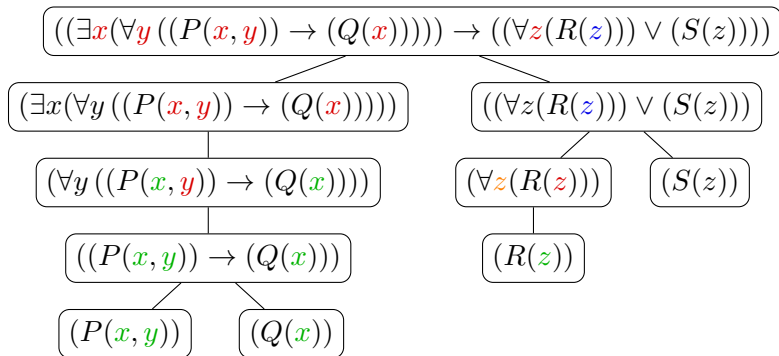 ((∃x(∀y ((P(x, y)) → (Q(x))))) → ((∀z(R(z))) ∨ (S(z))))
(∃x(∀y ((P(x, y)) → (Q(x)))))
((∀z(R(z))) ∨ (S(z)))
(∀y ((P(x, y)) → (Q(x))))
(∀z(R(z)))
(S(z))
((P(x, y)) → (Q(x)))
(R(z))
(P(x, y))
(Q(x))